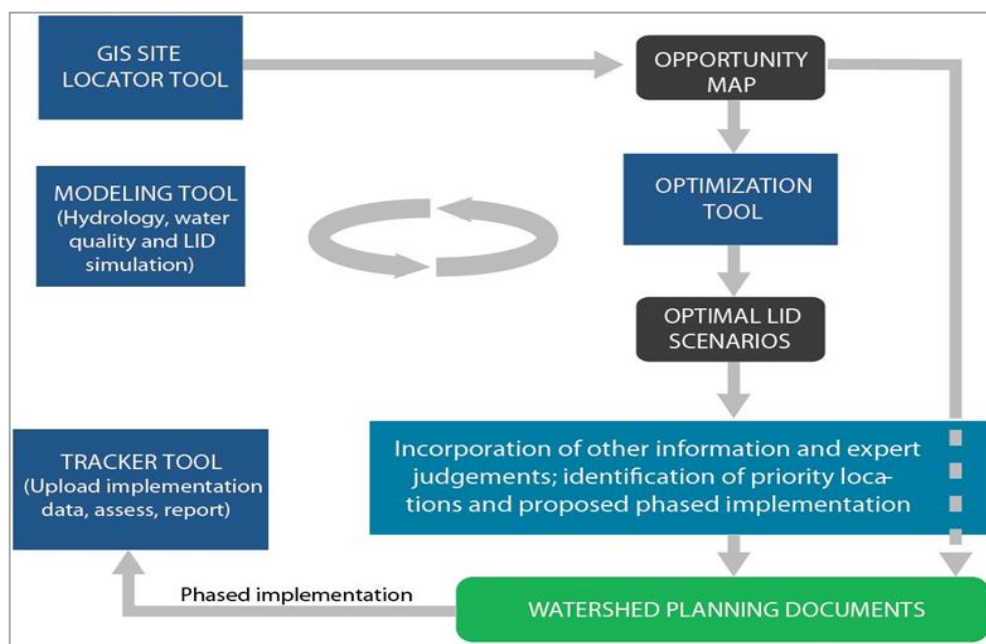 GIS SITE
LOCATOR TOOL
OPPORTUNITY
MAP
MODELING TOOL
(Hydrology, water
quality and LID
simulation)
OPTIMIZATION
TOOL
OPTIMAL LID
SCENARIOS
TRACKER TOOL
(Upload implementation
data, assess, report)
Incorporation of other information and expert
judgements; identification of priority loca-
tions and proposed phased implementation
Phased implementation
WATERSHED PLANNING DOCUMENTS